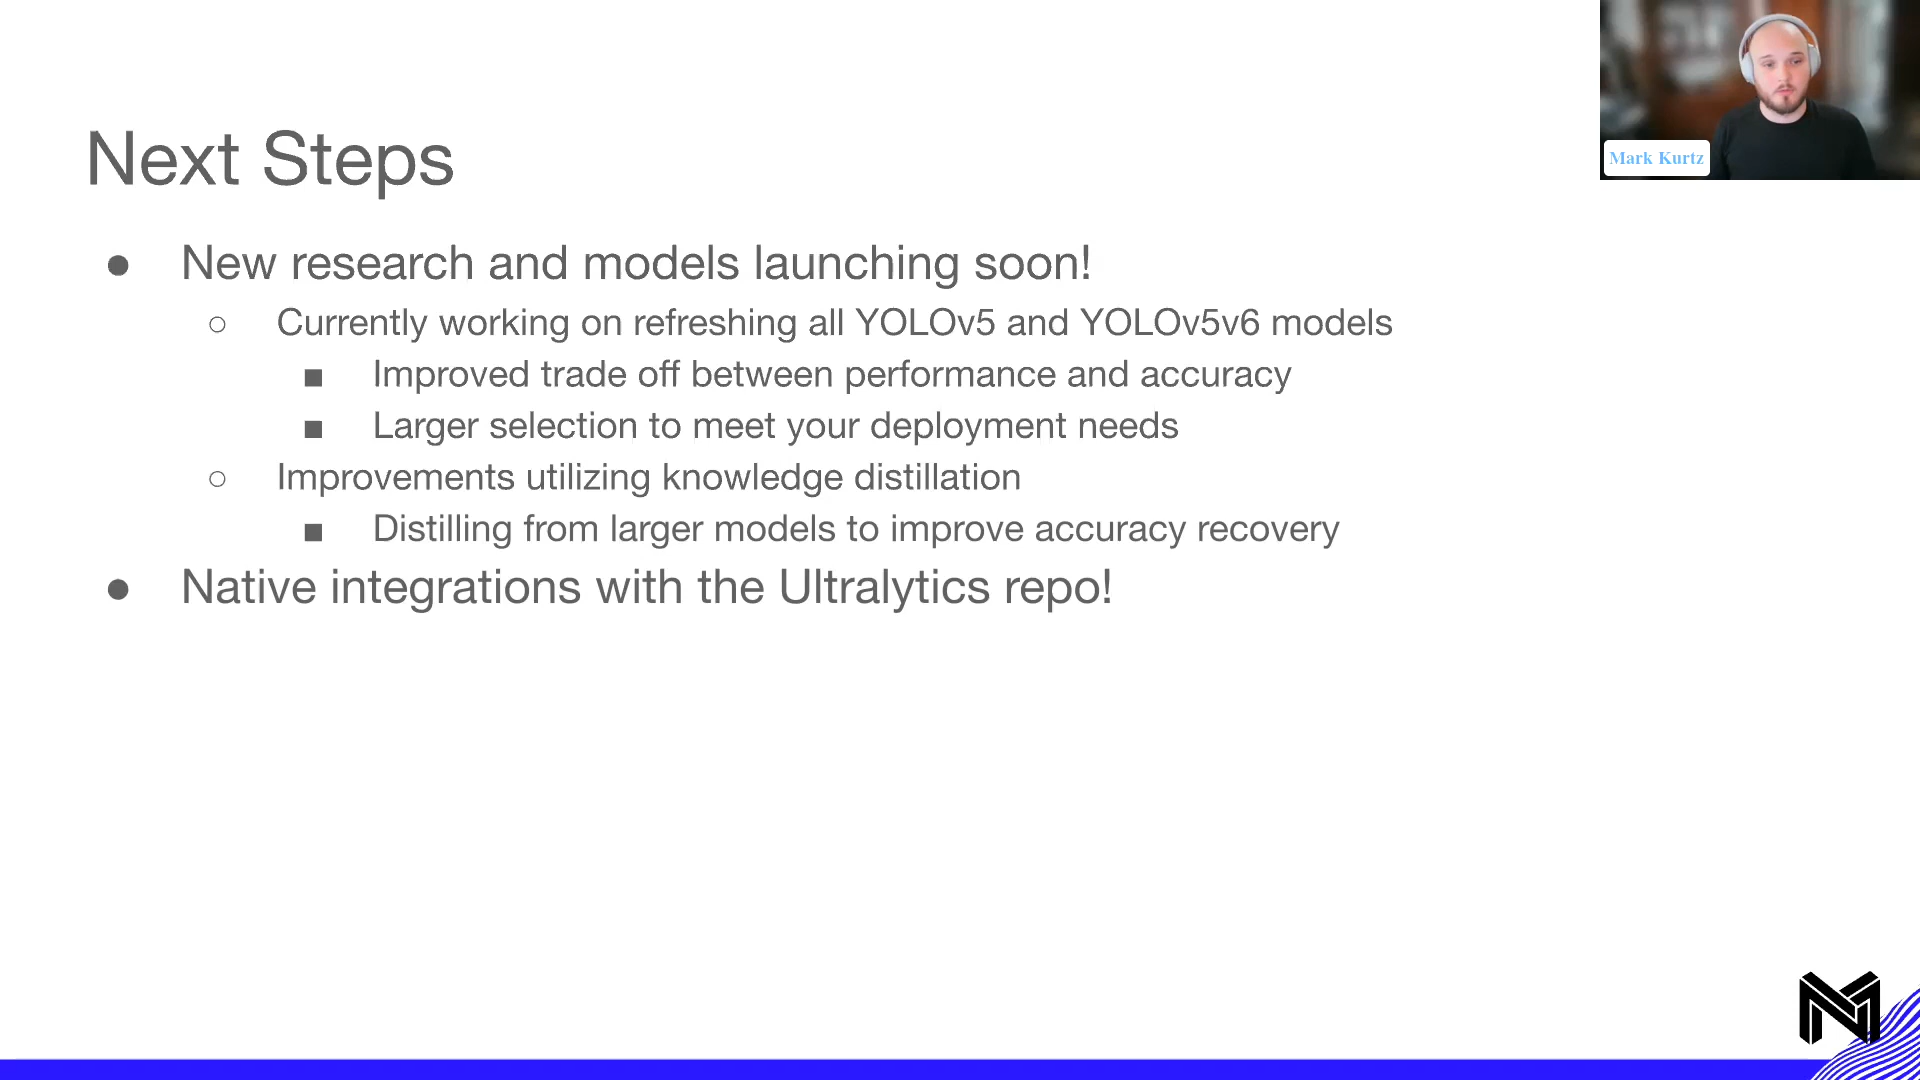 Mark Kurtz
Next Steps
● New research and models launching soon!
○ Currently working on refreshing all YOLOv5 and YOLOv5v6 models
■ Improved trade off between performance and accuracy
■ Larger selection to meet your deployment needs
○ Improvements utilizing knowledge distillation
■ Distilling from larger models to improve accuracy recovery
● Native integrations with the Ultralytics repo!